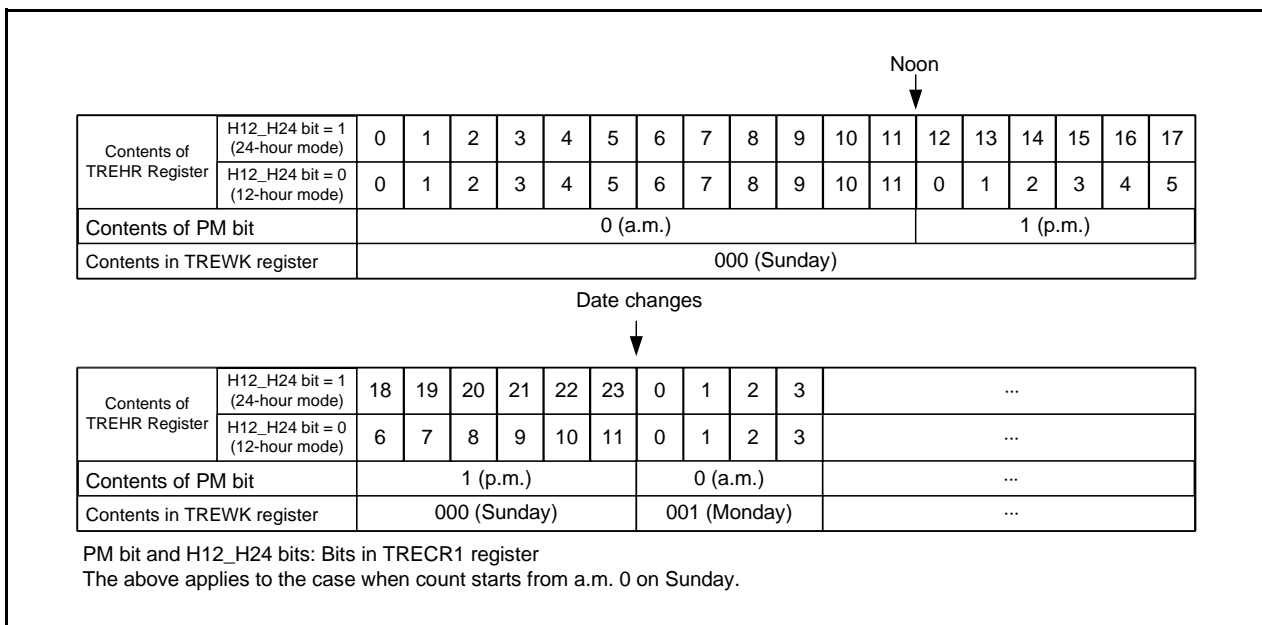 Noon
Contents of TREHR Register
H12_H24 bit = 1 (24-hour mode) 0 1 2 3 4 5 6 7 8 9 10 11 12 13 14 15 16 17
H12_H24 bit = 0 (12-hour mode) 0 1 2 3 4 5 6 7 8 9 10 11 0 1 2 3 4 5
Contents of PM bit 0 (a.m.) 1 (p.m.)
Contents in TREWK register 000 (Sunday)
Date changes
Contents of TREHR Register
H12_H24 bit = 1 (24-hour mode) 18 19 20 21 22 23 0 1 2 3 ...
H12_H24 bit = 0 (12-hour mode) 6 7 8 9 10 11 0 1 2 3 ...
Contents of PM bit 1 (p.m.) 0 (a.m.) ...
Contents in TREWK register 000 (Sunday) 001 (Monday) ...
PM bit and H12_H24 bits: Bits in TRECR1 register
The above applies to the case when count starts from a.m. 0 on Sunday.